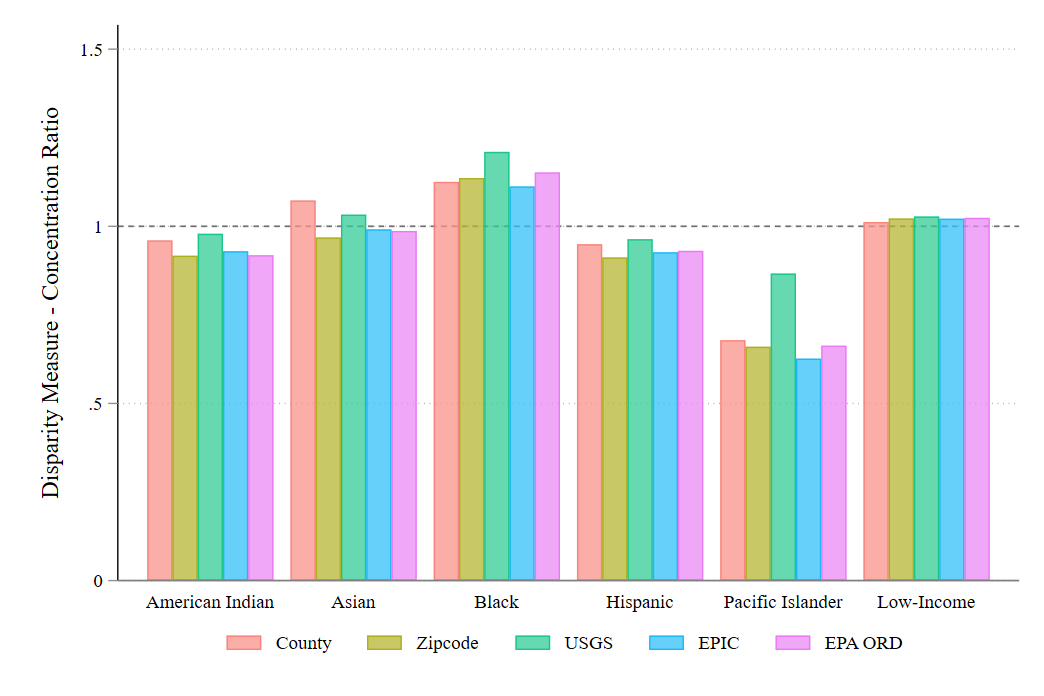 Disparity Measure - Concentration Ratio
1.5
1
.5
0
American Indian Asian Black Hispanic Pacific Islander Low-Income
County Zipcode USGS EPIC EPA ORD